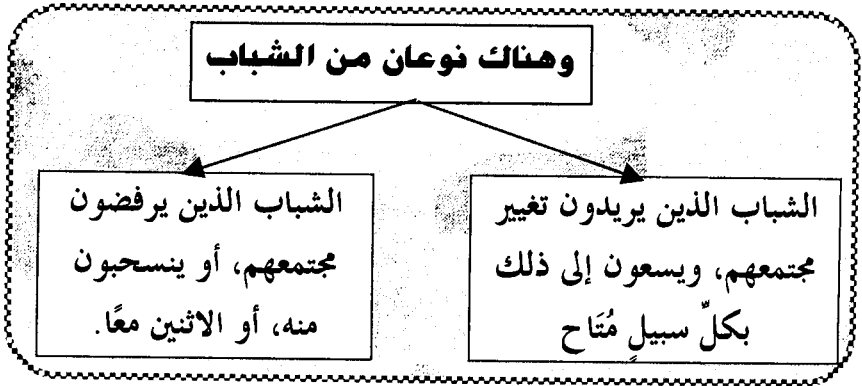 وهناك نوعان من الشباب
الشباب الذين يريدون تغيير
مجتمعهم، ويسعون إلى ذلك
بكلِّ سبيلٍ مُتَاح
الشباب الذين يرفضون
مجتمعهم، أو ينسحبون
منه، أو الاثنين معًا.